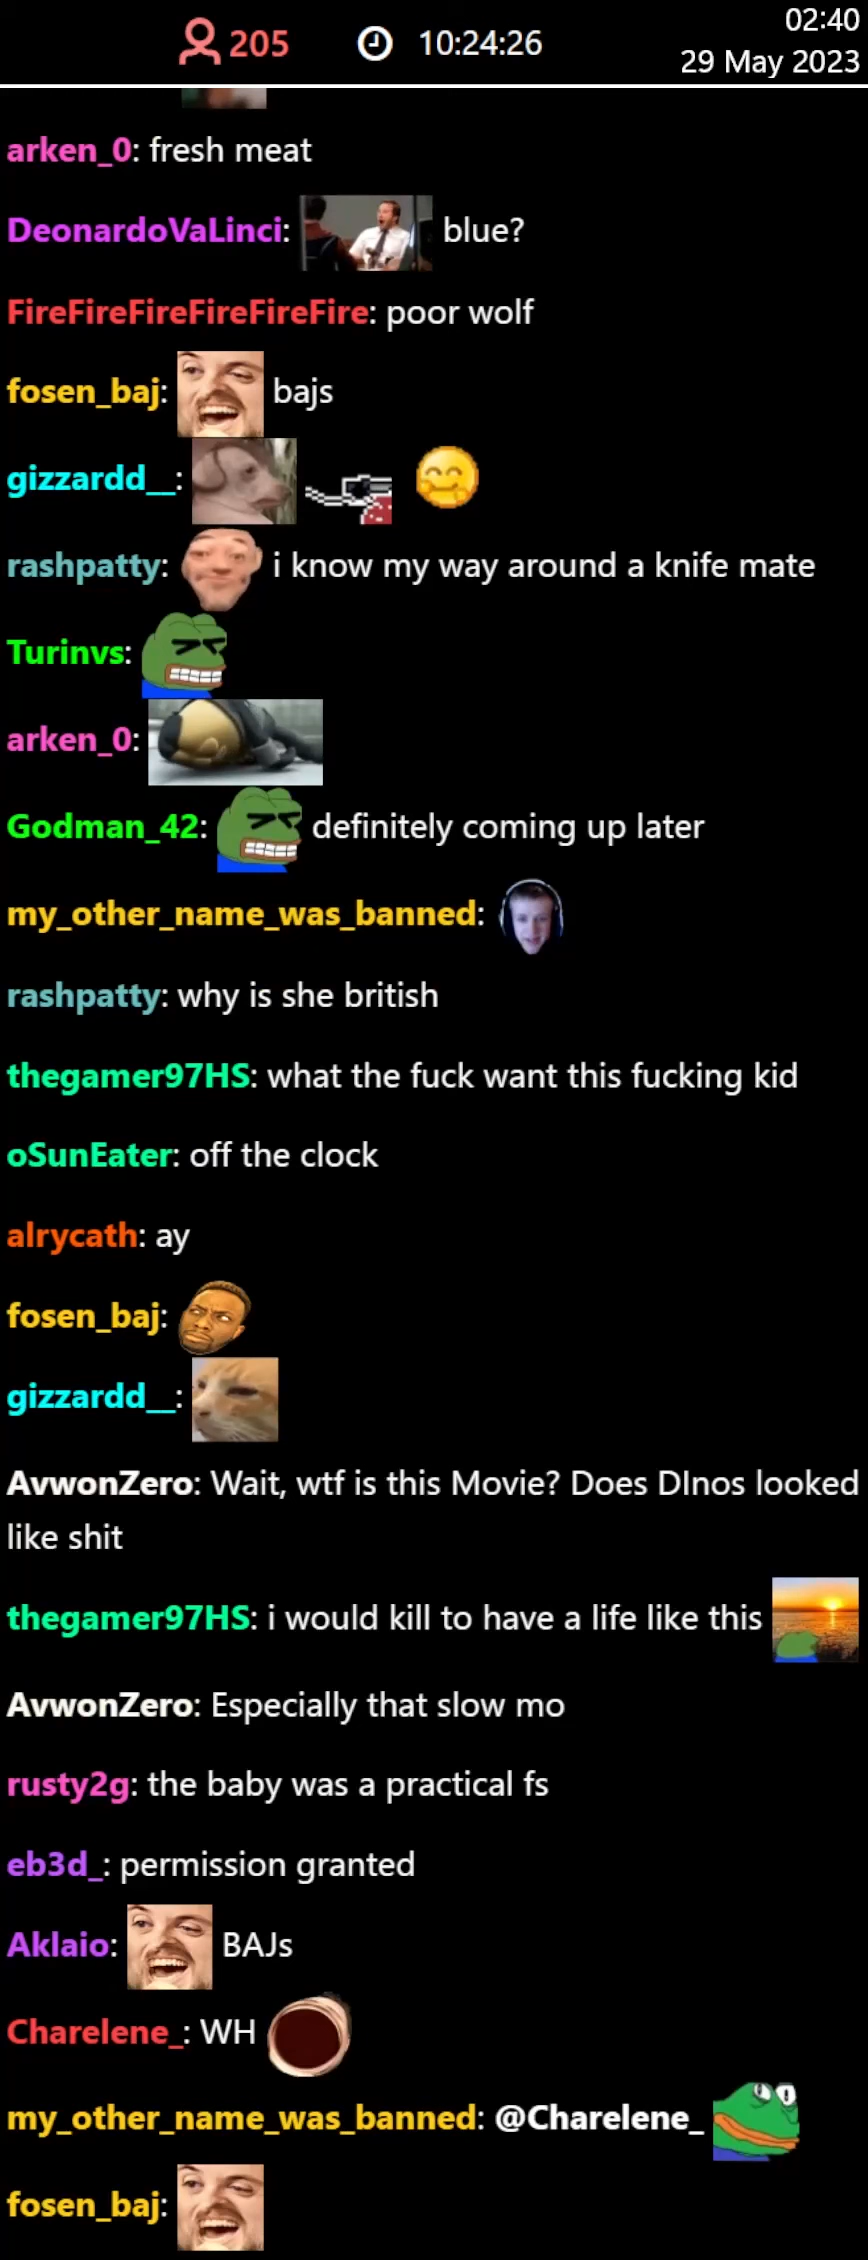 205 10:24:26 02:40
29 May 2023
arken_0: fresh meat
DeonardoVaLinci: blue?
FireFireFireFireFireFire: poor wolf
fosen_baj: bajs
gizzardd__:
rashpatty: i know my way around a knife mate
Turinvs:
arken_0:
Godman_42: definitely coming up later
my_other_name_was_banned:
rashpatty: why is she british
thegamer97HS: what the fuck want this fucking kid
oSunEater: off the clock
alrycath: ay
fosen_baj:
gizzardd__:
AvwonZero: Wait, wtf is this Movie? Does DInos looked
like shit
thegamer97HS: i would kill to have a life like this
AvwonZero: Especially that slow mo
rusty2g: the baby was a practical fs
eb3d_: permission granted
Aklaio: BAJs
Charelene_: WH
my_other_name_was_banned: @Charelene_
fosen_baj: